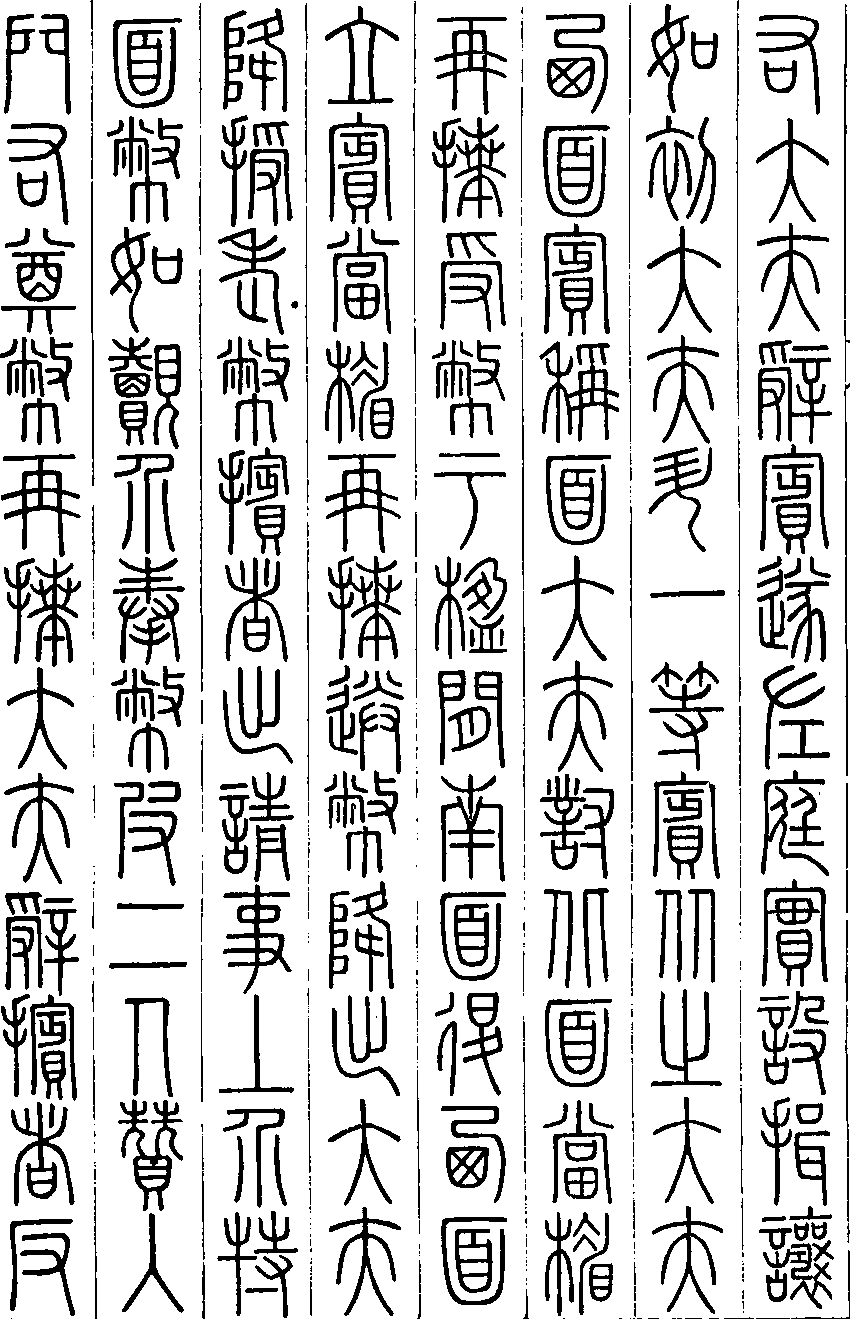 右大夫辭賓遂左庭實設揖讓
如初大夫升一等賓从之大夫
西面賓稱面大夫對北面當楣
再拜受幣于楹間南面退西面
立賓當楣再拜送幣降出大夫
降授老幣擯者出請事上介特
面幣如覿介奉幣皮二人贊入
門右奠幣再拜大夫辭擯者反